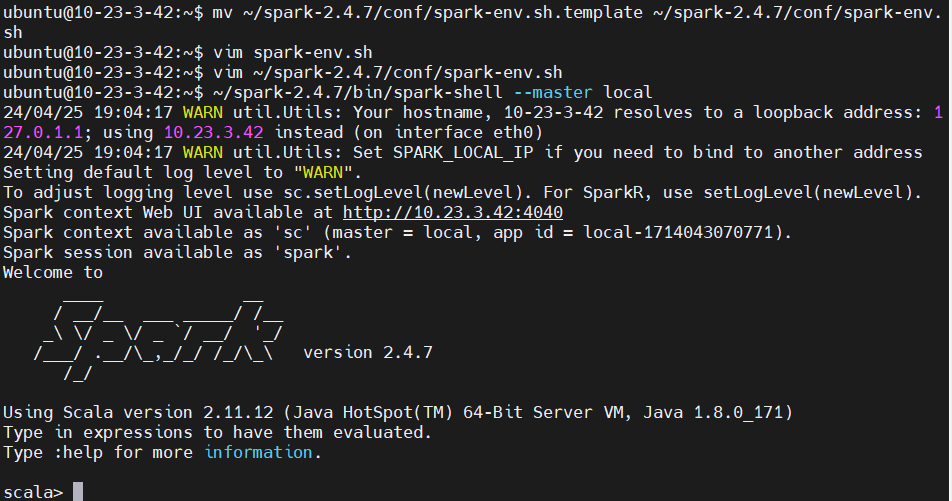 ubuntu@10-23-3-42:~$ mv ~/spark-2.4.7/conf/spark-env.sh.template ~/spark-2.4.7/conf/spark-env.
sh
ubuntu@10-23-3-42:~$ vim spark-env.sh
ubuntu@10-23-3-42:~$ vim ~/spark-2.4.7/conf/spark-env.sh
ubuntu@10-23-3-42:~$ ~/spark-2.4.7/bin/spark-shell --master local
24/04/25 19:04:17 WARN util.Utils: Your hostname, 10-23-3-42 resolves to a loopback address: 1
27.0.1.1; using 10.23.3.42 instead (on interface eth0)
24/04/25 19:04:17 WARN util.Utils: Set SPARK_LOCAL_IP if you need to bind to another address
Setting default log level to "WARN".
To adjust logging level use sc.setLogLevel(newLevel). For SparkR, use setLogLevel(newLevel).
Spark context Web UI available at http://10.23.3.42:4040
Spark context available as 'sc' (master = local, app id = local-1714043070771).
Spark session available as 'spark'.
Welcome to
      ____              __
     / __/__  ___ _____/ /__
    _\ \/ _ \/ _ `/ __/  '_/
   /___/ .__/\_,_/_/ /_/\_\   version 2.4.7
      /_/
Using Scala version 2.11.12 (Java HotSpot(TM) 64-Bit Server VM, Java 1.8.0_171)
Type in expressions to have them evaluated.
Type :help for more information.
scala>